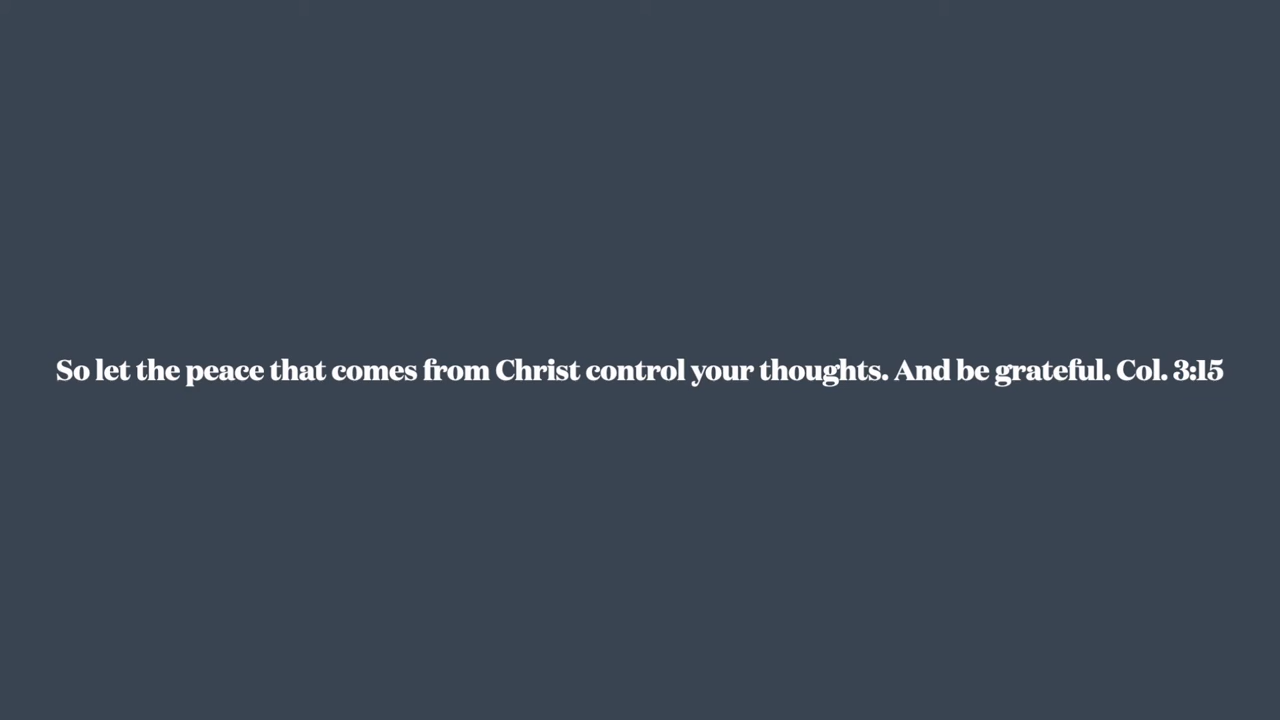 So let the peace that comes from Christ control your thoughts. And be grateful. Col. 3:15